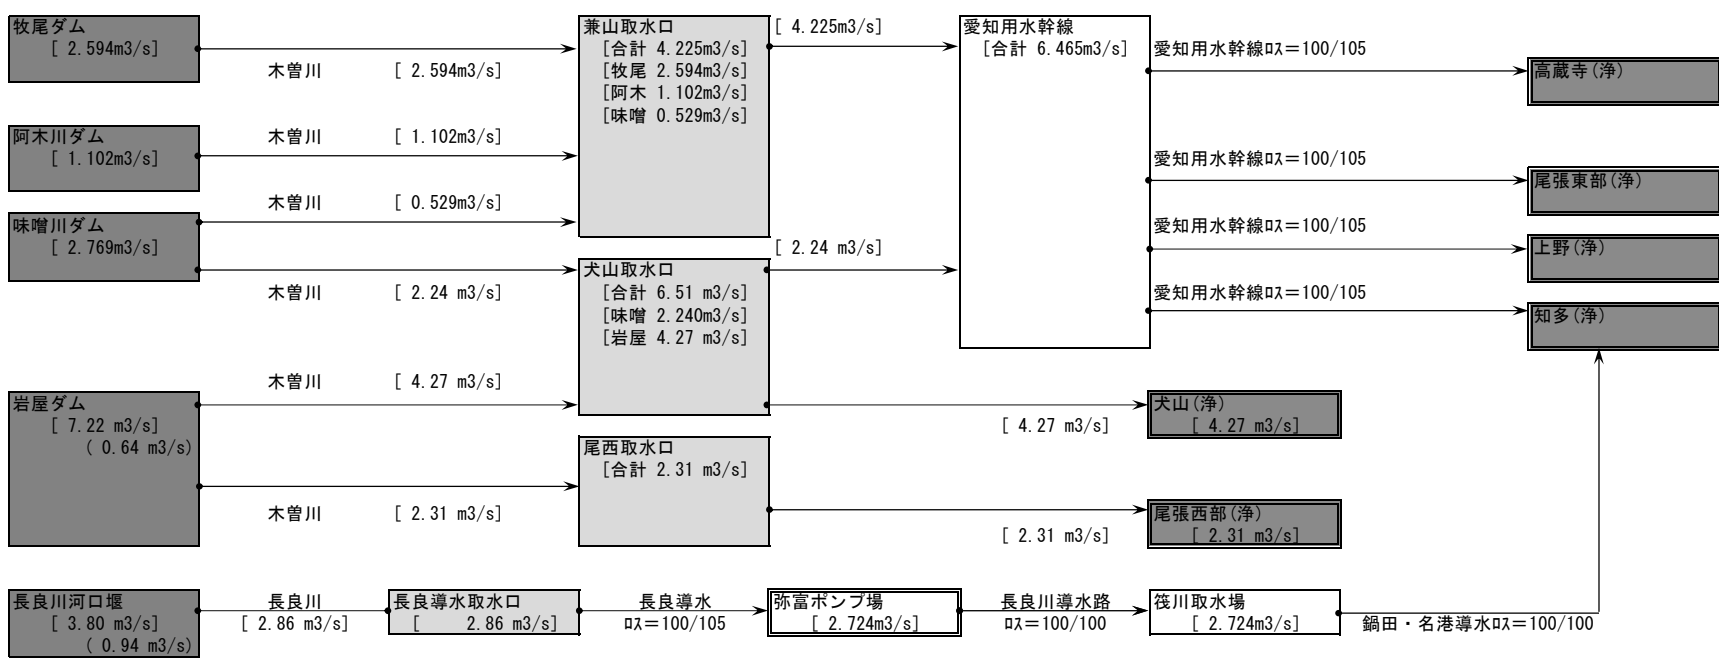 牧尾ダム
[ 2.594m3/s]
木曽川 [ 2.594m3/s]
阿木川ダム
[ 1.102m3/s]
木曽川 [ 1.102m3/s]
味噌川ダム
[ 2.769m3/s]
木曽川 [ 0.529m3/s]
木曽川 [ 2.24 m3/s]
岩屋ダム
[ 7.22 m3/s]
( 0.64 m3/s)
木曽川 [ 4.27 m3/s]
木曽川 [ 2.31 m3/s]
兼山取水口
[合計 4.225m3/s]
[牧尾 2.594m3/s]
[阿木 1.102m3/s]
[味噌 0.529m3/s]
[ 4.225m3/s]
犬山取水口
[合計 6.51 m3/s]
[味噌 2.240m3/s]
[岩屋 4.27 m3/s]
[ 2.24 m3/s]
尾西取水口
[合計 2.31 m3/s]
愛知用水幹線
[合計 6.465m3/s]
愛知用水幹線ﾛｽ＝100/105
高蔵寺(浄)
愛知用水幹線ﾛｽ＝100/105
尾張東部(浄)
愛知用水幹線ﾛｽ＝100/105
上野(浄)
愛知用水幹線ﾛｽ＝100/105
知多(浄)
[ 4.27 m3/s]
犬山(浄)
[ 4.27 m3/s]
[ 2.31 m3/s]
尾張西部(浄)
[ 2.31 m3/s]
長良川河口堰
[ 3.80 m3/s]
( 0.94 m3/s)
長良川
[ 2.86 m3/s]
長良導水取水口
[ 2.86 m3/s]
長良導水
ﾛｽ＝100/105
弥富ポンプ場
[ 2.724m3/s]
長良川導水路
ﾛｽ＝100/100
筏川取水場
[ 2.724m3/s]
鍋田・名港導水ﾛｽ＝100/100